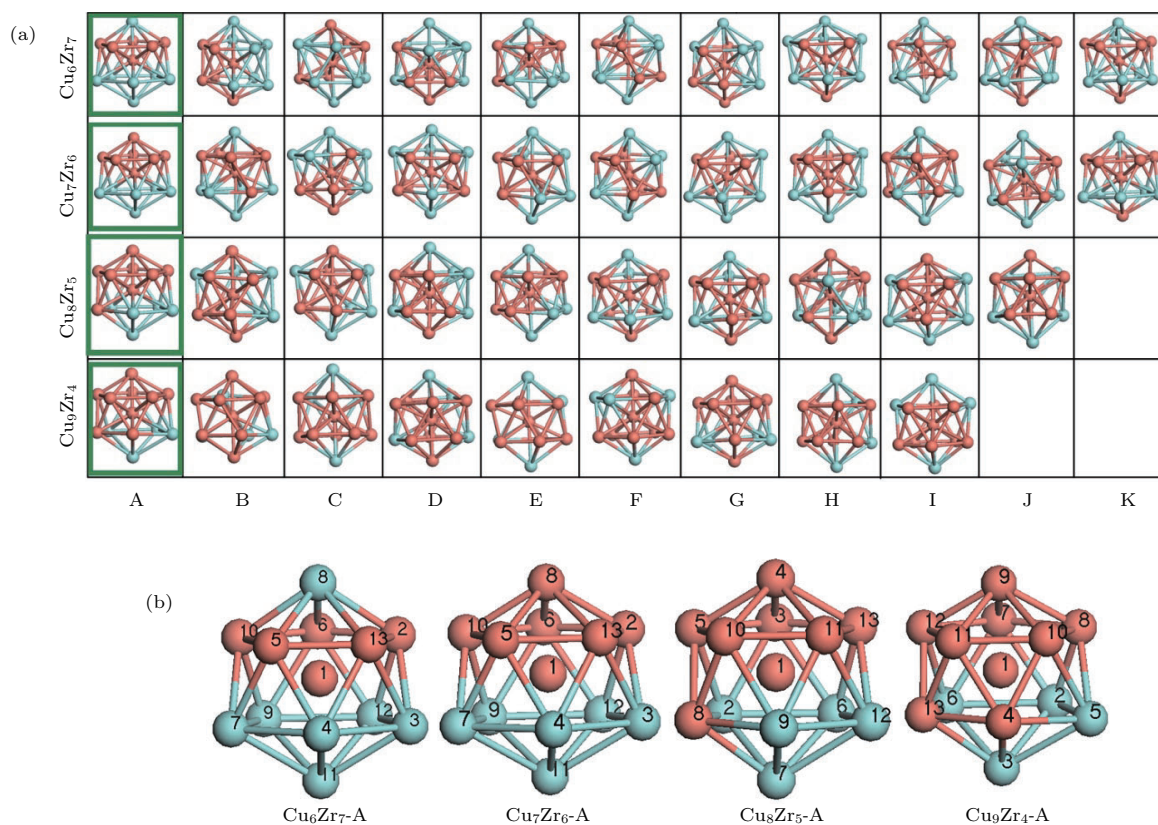 (a)
Cu6Zr7
Cu7Zr6
Cu8Zr5
Cu9Zr4
A B C D E F G H I J K
(b)
8 10 5 6 13 2 1 7 9 4 12 3 11
8 10 5 6 13 2 1 7 9 4 12 3 11
4 5 10 3 11 13 1 8 2 9 6 12 7
9 12 11 7 10 8 1 13 6 4 2 5 3
Cu6Zr7-A Cu7Zr6-A Cu8Zr5-A Cu9Zr4-A